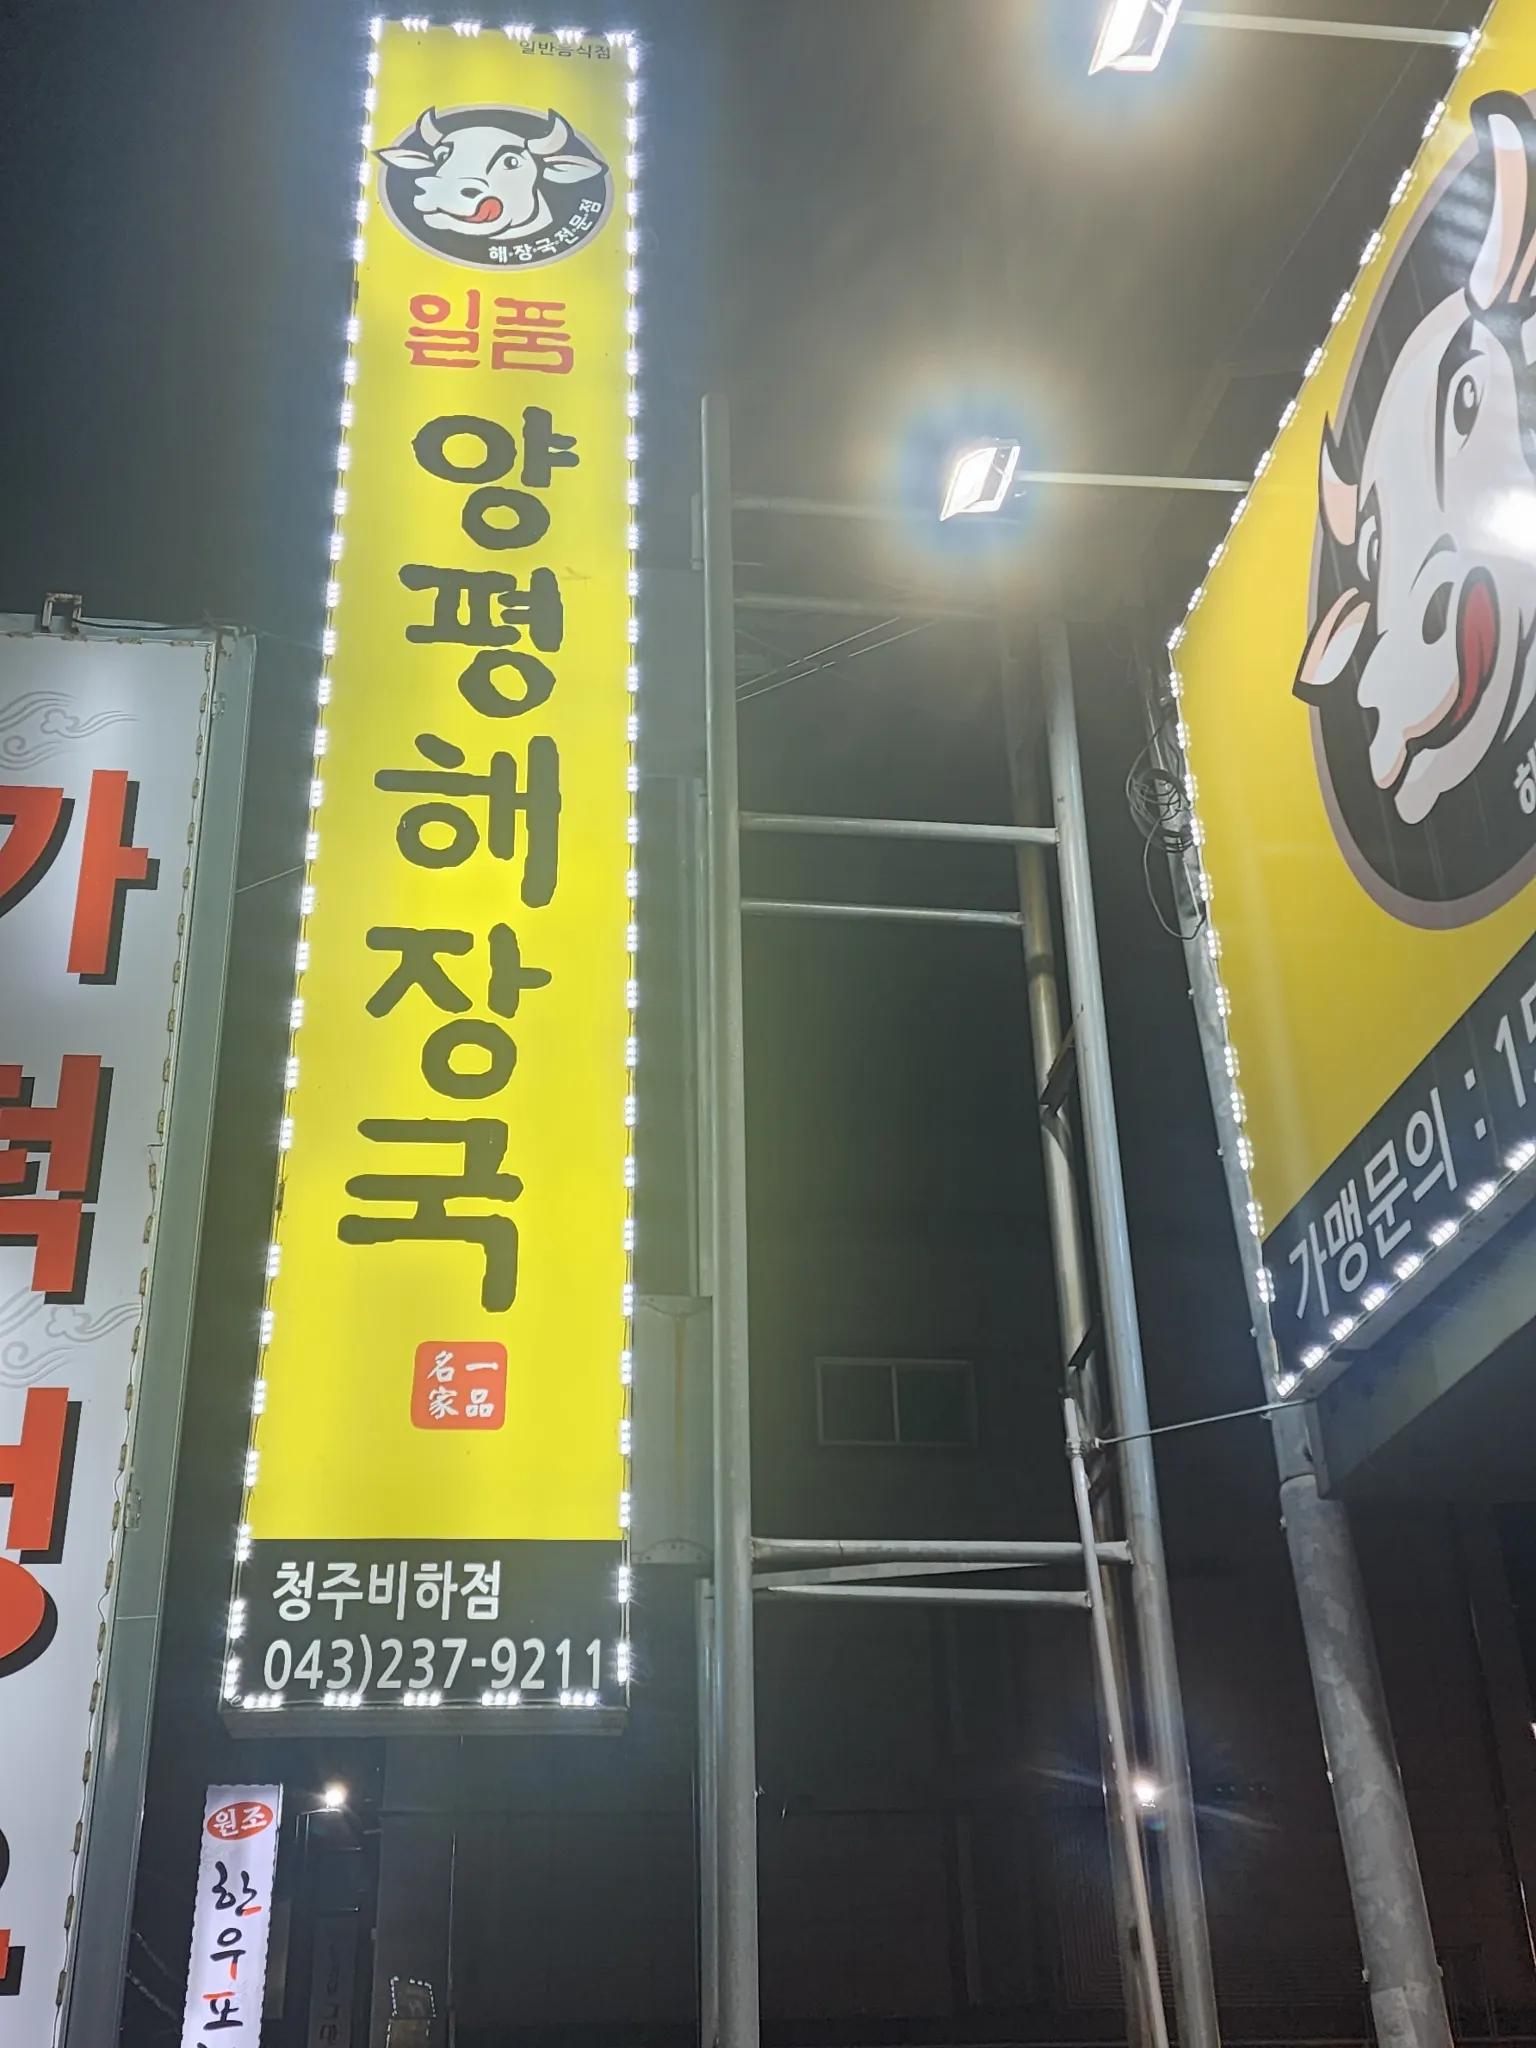 일반음식점
해·장·국·전·문·점
일품
양평해장국
一品
名家
청주비하점
043)237-9211
가맹문의 :
원조
한우